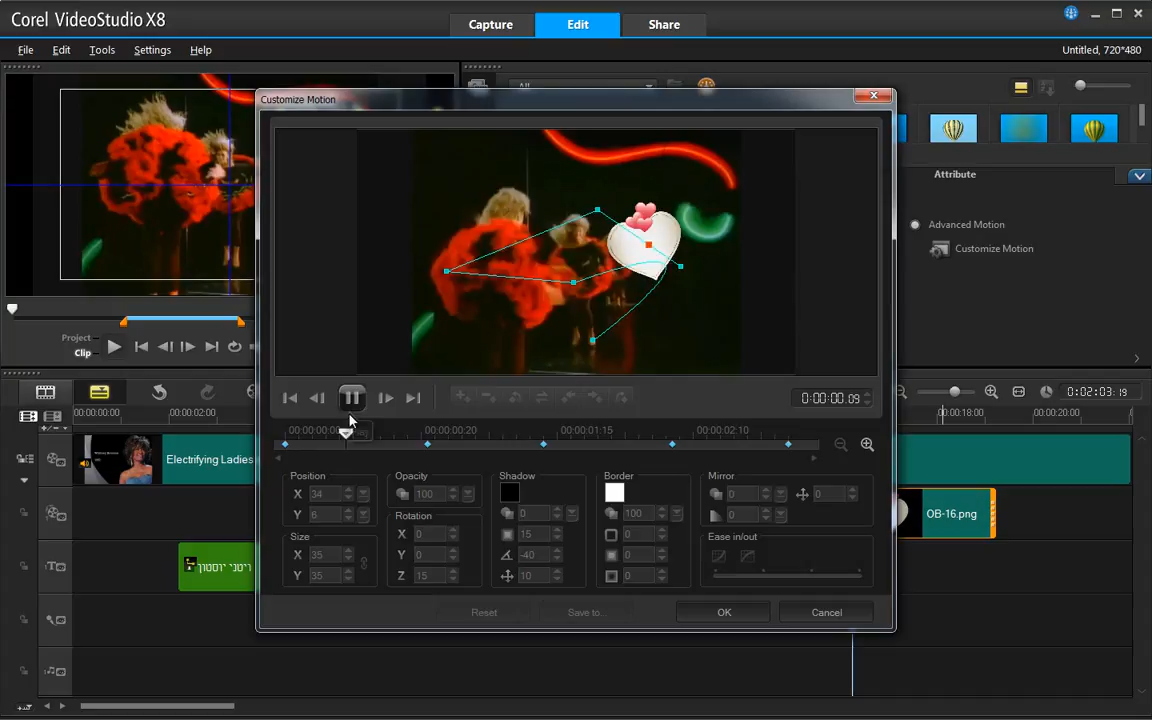 Corel VideoStudio X8
Capture
Edit
Share
File
Edit
Tools
Settings
Help
Untitled, 720*480
All
Customize Motion
Attribute
Advanced Motion
Customize Motion
Project
Clip
0:00:00.09
0:02:03:19
00:00:00:00
00:00:02:00
00:00:18:00
00:00:20:00
00:00:00:20
00:00:01:15
00:00:02:10
Position
X 34
Y 6
Size
X 35
Y 35
Opacity
100
Rotation
X 0
Y 0
Z 15
Shadow
0
15
-40
10
Border
100
0
0
0
Mirror
0
0
0
Ease in/out
Reset
Save to...
OK
Cancel
Electrifying Ladies
OB-16.png
ריטני יוסטון